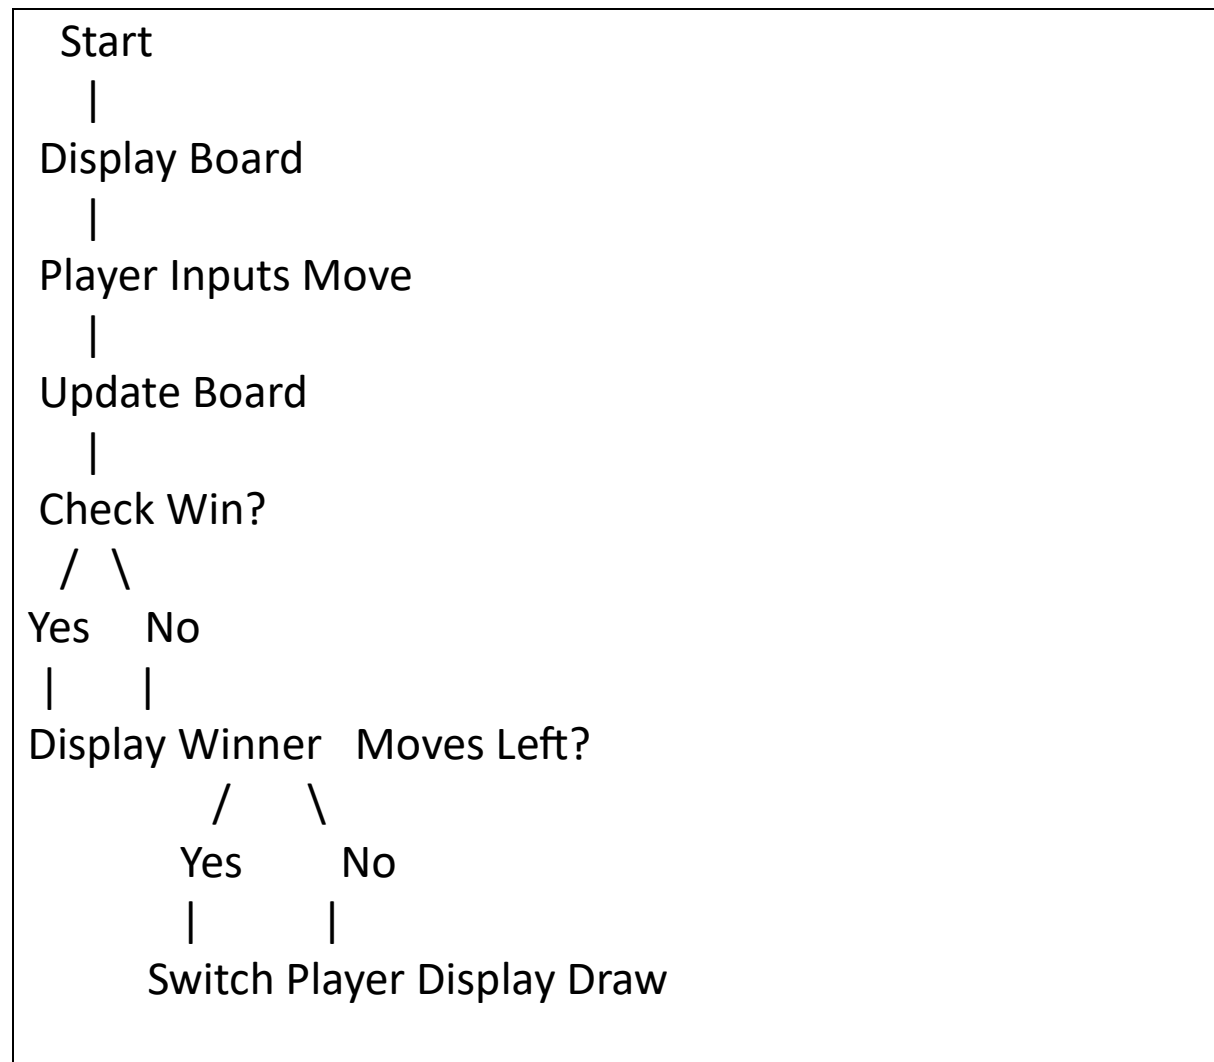 Start
|
Display Board
|
Player Inputs Move
|
Update Board
|
Check Win?
/ \
Yes No
| |
Display Winner Moves Left?
/ \
Yes No
| |
Switch Player Display Draw